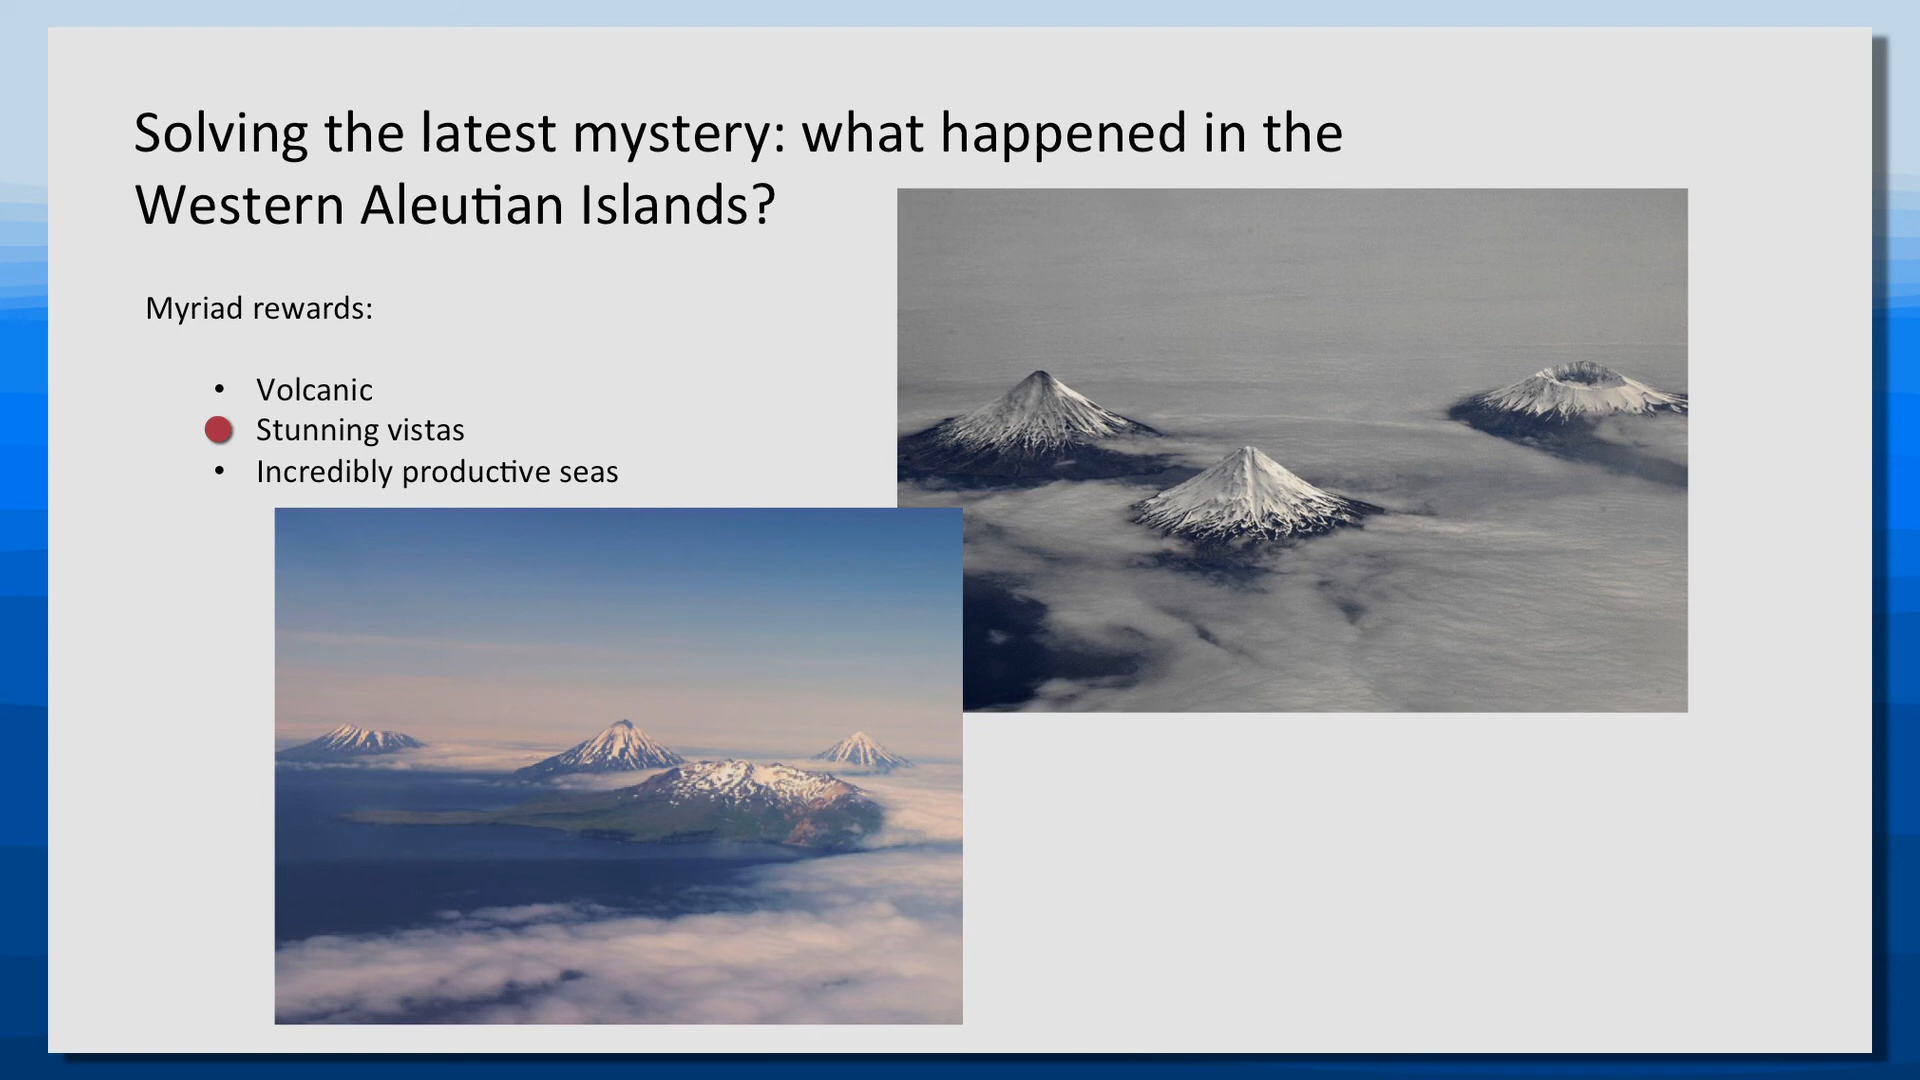 Solving the latest mystery: what happened in the
Western Aleutian Islands?
Myriad rewards:
• Volcanic
• Stunning vistas
• Incredibly productive seas